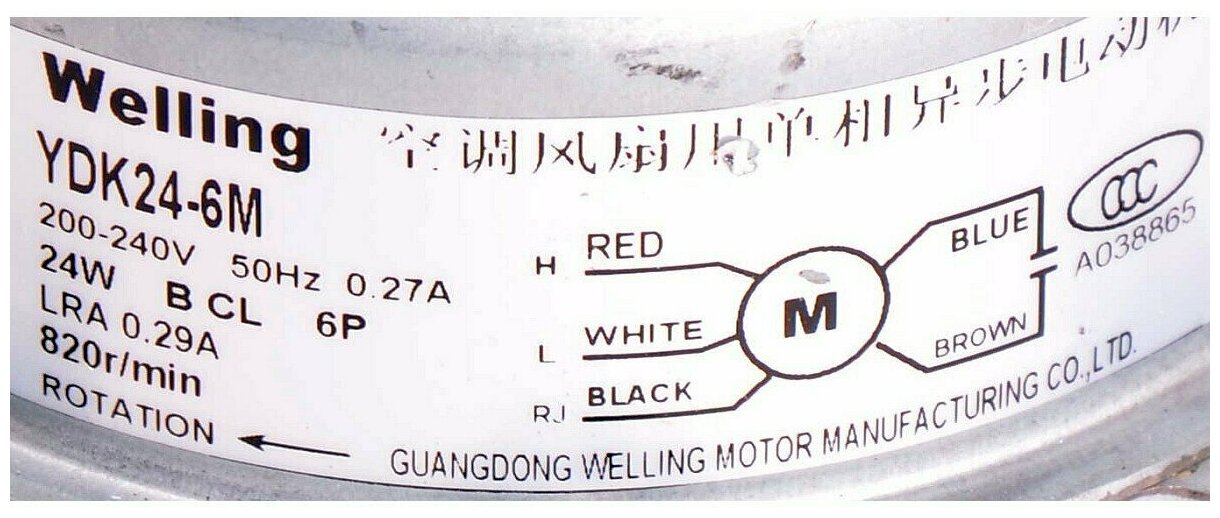 Welling
空调风扇用单相异步电动机
YDK24-6M
200-240V 50Hz 0.27A
24W B CL 6P
LRA 0.29A
820r/min
ROTATION
H RED
L WHITE
RJ BLACK
M
BLUE
BROWN
CCC
A038865
GUANGDONG WELLING MOTOR MANUFACTURING CO.,LTD.